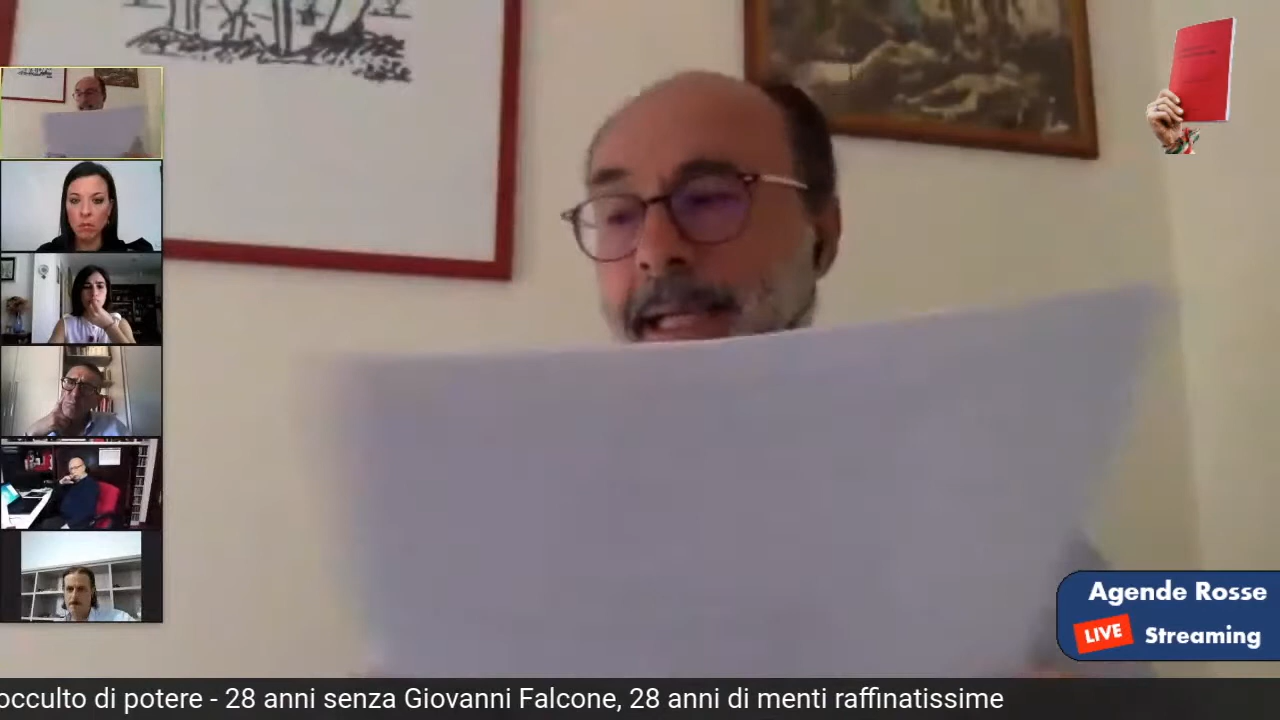 Agende Rosse
LIVE Streaming
occulto di potere - 28 anni senza Giovanni Falcone, 28 anni di menti raffinatissime